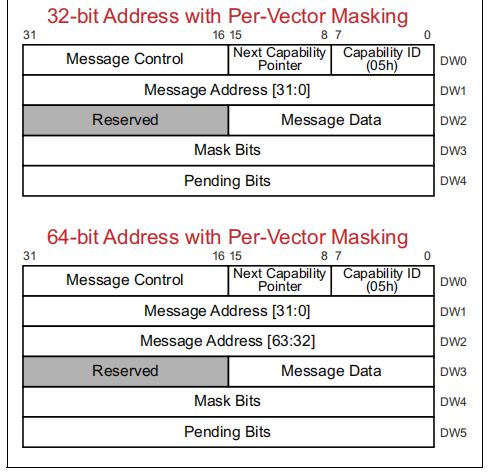 32-bit Address with Per-Vector Masking
31 16 15 8 7 0
Message Control Next Capability Pointer Capability ID (05h) DW0
Message Address [31:0] DW1
Reserved Message Data DW2
Mask Bits DW3
Pending Bits DW4
64-bit Address with Per-Vector Masking
31 16 15 8 7 0
Message Control Next Capability Pointer Capability ID (05h) DW0
Message Address [31:0] DW1
Message Address [63:32] DW2
Reserved Message Data DW3
Mask Bits DW4
Pending Bits DW5